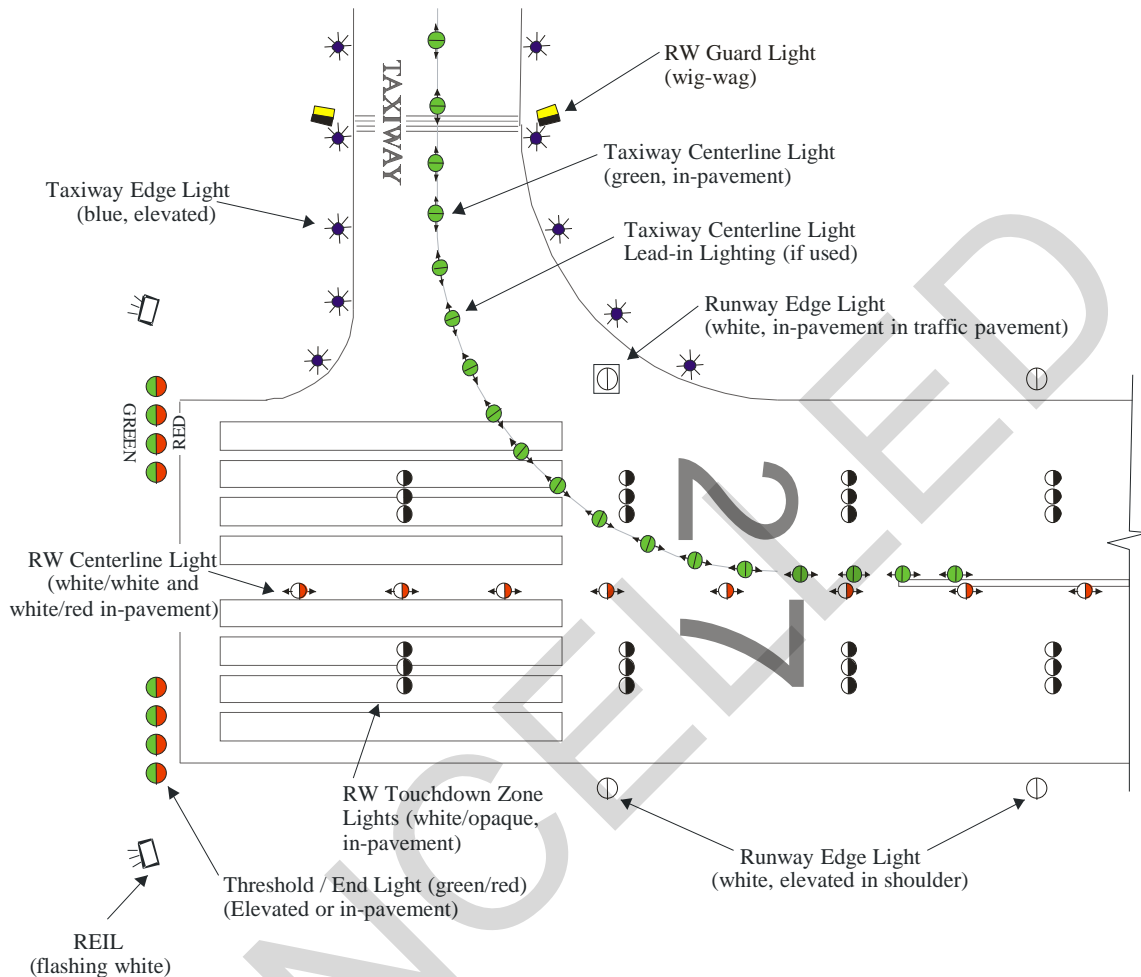 RW Guard Light
(wig-wag)
TAXIWAY
Taxiway Centerline Light
(green, in-pavement)
Taxiway Edge Light
(blue, elevated)
Taxiway Centerline Light
Lead-in Lighting (if used)
Runway Edge Light
(white, in-pavement in traffic pavement)
GREEN
RED
27
RW Centerline Light
(white/white and
white/red in-pavement)
RW Touchdown Zone
Lights (white/opaque,
in-pavement)
Runway Edge Light
(white, elevated in shoulder)
Threshold / End Light (green/red)
(Elevated or in-pavement)
REIL
(flashing white)
NCELLED